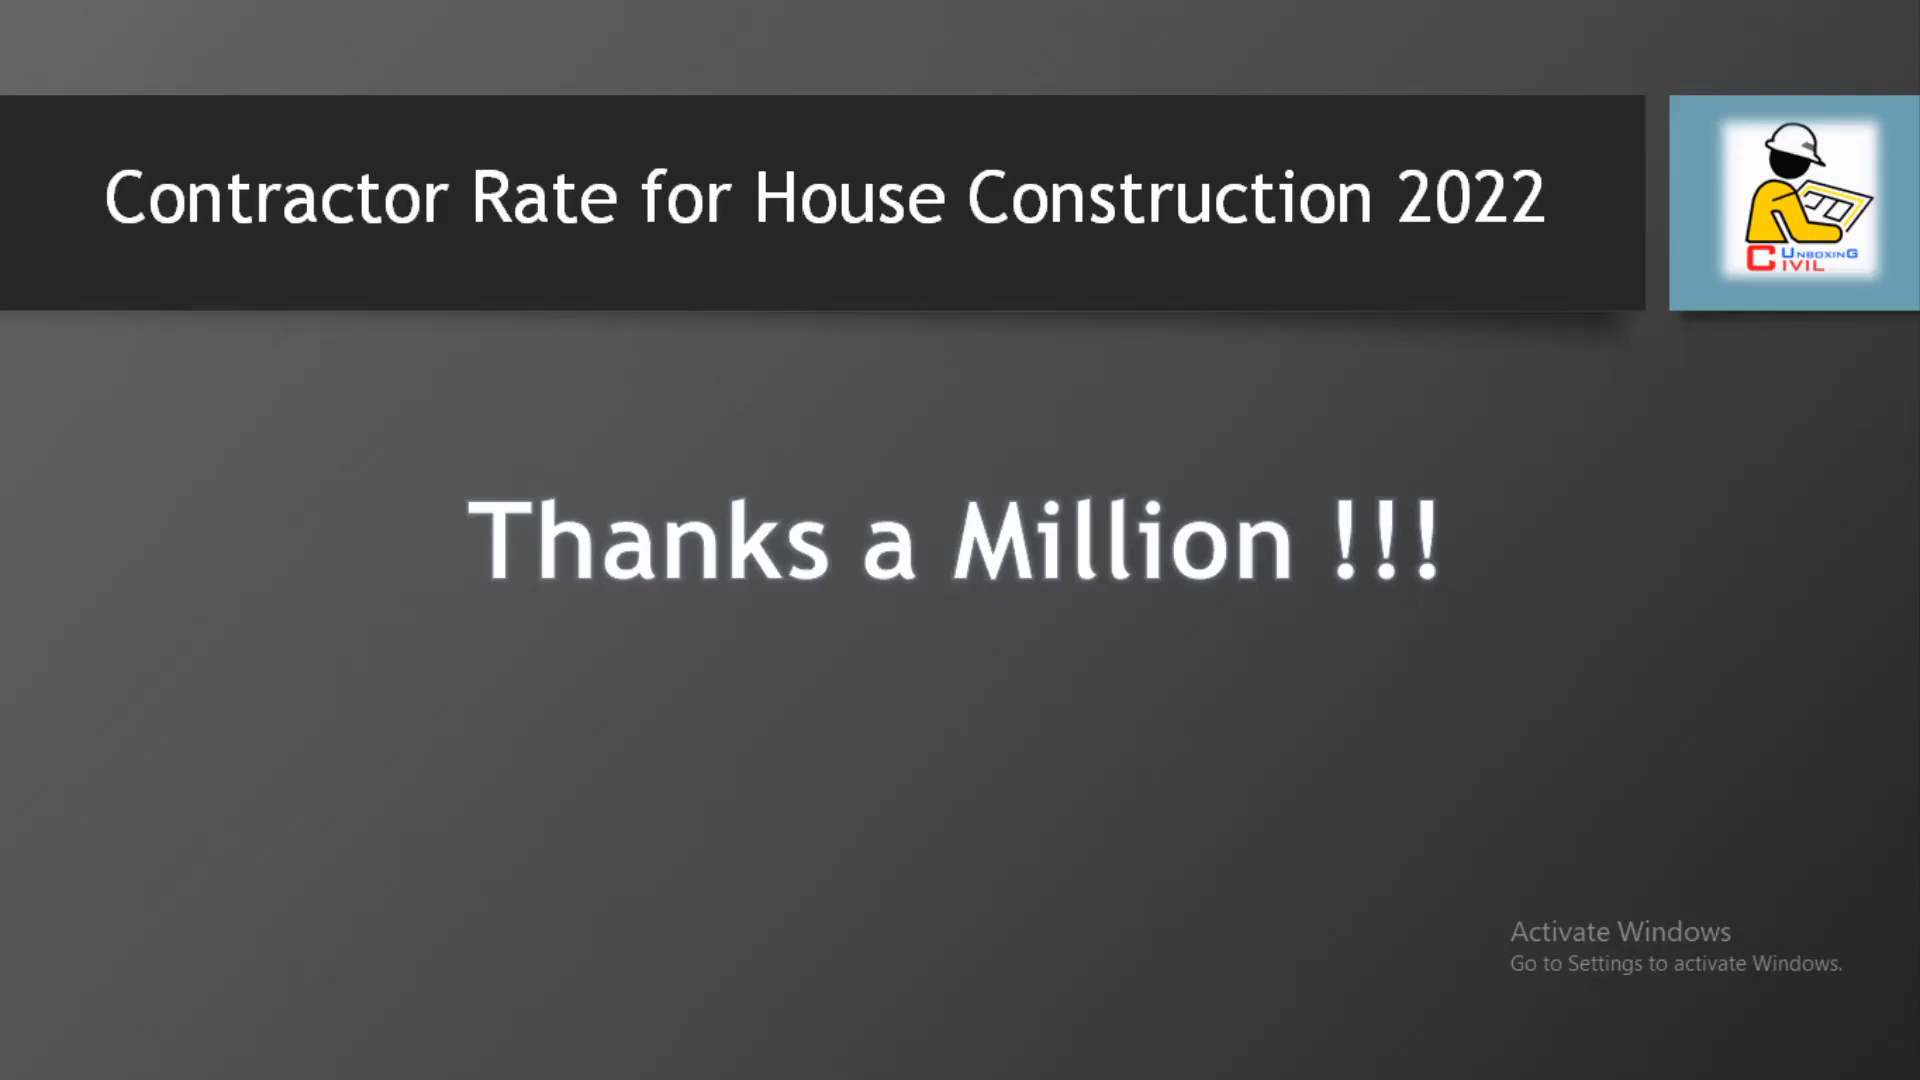 Contractor Rate for House Construction 2022
UNBOXING
CIVIL
Thanks a Million !!!
Activate Windows
Go to Settings to activate Windows.